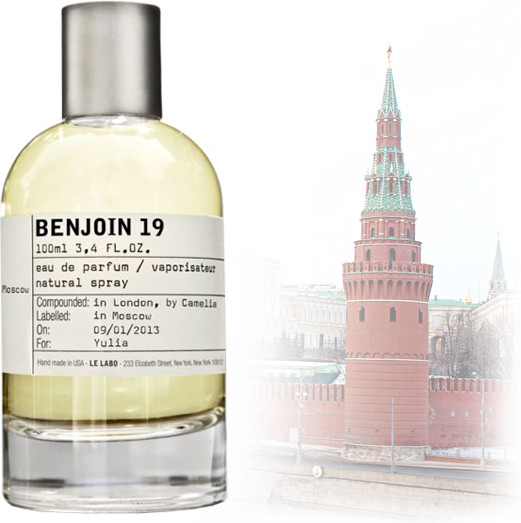 BENJOIN 19
100ml 3,4 FL.OZ.
eau de parfum / vaporisateur
natural spray
Moscow
Compounded: in London, by Camelia
Labelled: in Moscow
On: 09/01/2013
For: Yulia
Hand made in USA - LE LABO - 233 Elizabeth Street, New York, New York 10012